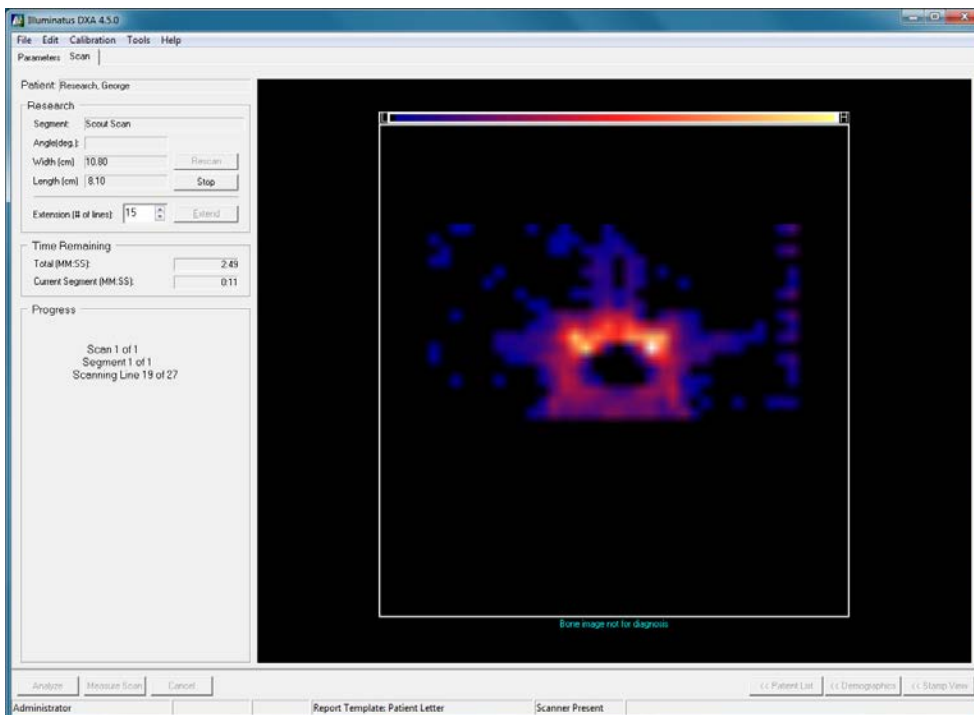 Illuminatus DXA 4.5.0
File Edit Calibration Tools Help
Parameters Scan
Patient: Research, George
Research
Segment: Scout Scan
Angle(deg.):
Width (cm) 10.80 Rescan
Length (cm) 8.10 Stop
Extension (# of lines): 15 Extend
Time Remaining
Total (MM:SS): 2:49
Current Segment (MM:SS): 0:11
Progress
Scan 1 of 1
Segment 1 of 1
Scanning Line 19 of 27
L H
Bone image not for diagnosis
Analyze Measure Scan Cancel << Patient List << Demographics << Stamp View
Administrator Report Template: Patient Letter Scanner Present